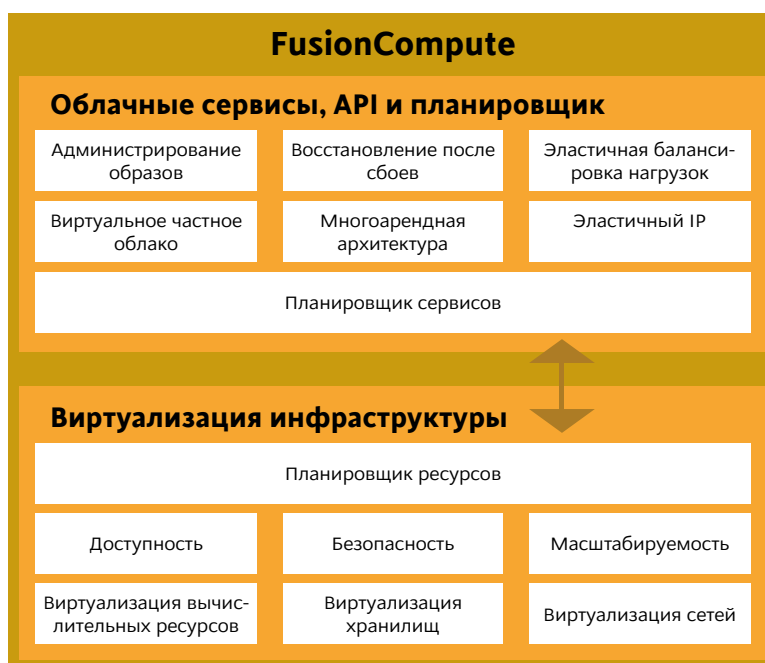 FusionCompute
Облачные сервисы, API и планировщик
Администрирование
образов
Восстановление после
сбоев
Эластичная баланси-
ровка нагрузок
Виртуальное частное
облако
Многоарендная
архитектура
Эластичный IP
Планировщик сервисов
Виртуализация инфраструктуры
Планировщик ресурсов
Доступность
Безопасность
Масштабируемость
Виртуализация вычис-
лительных ресурсов
Виртуализация
хранилищ
Виртуализация сетей